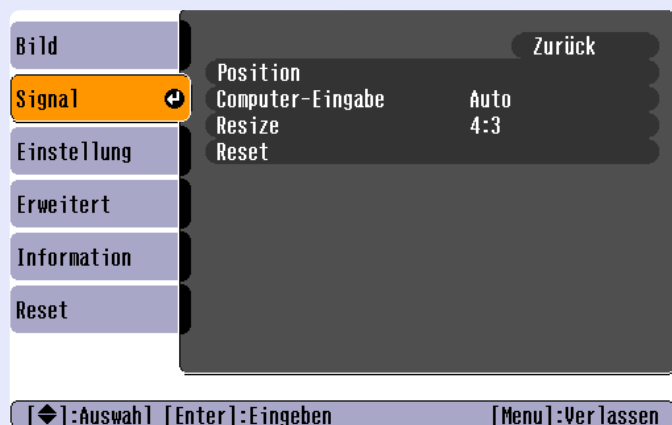 Bild
Signal
Einstellung
Erweitert
Information
Reset
Zurück
Position
Computer-Eingabe Auto
Resize 4:3
Reset
[◆]:Auswahl [Enter]:Eingeben [Menu]:Verlassen